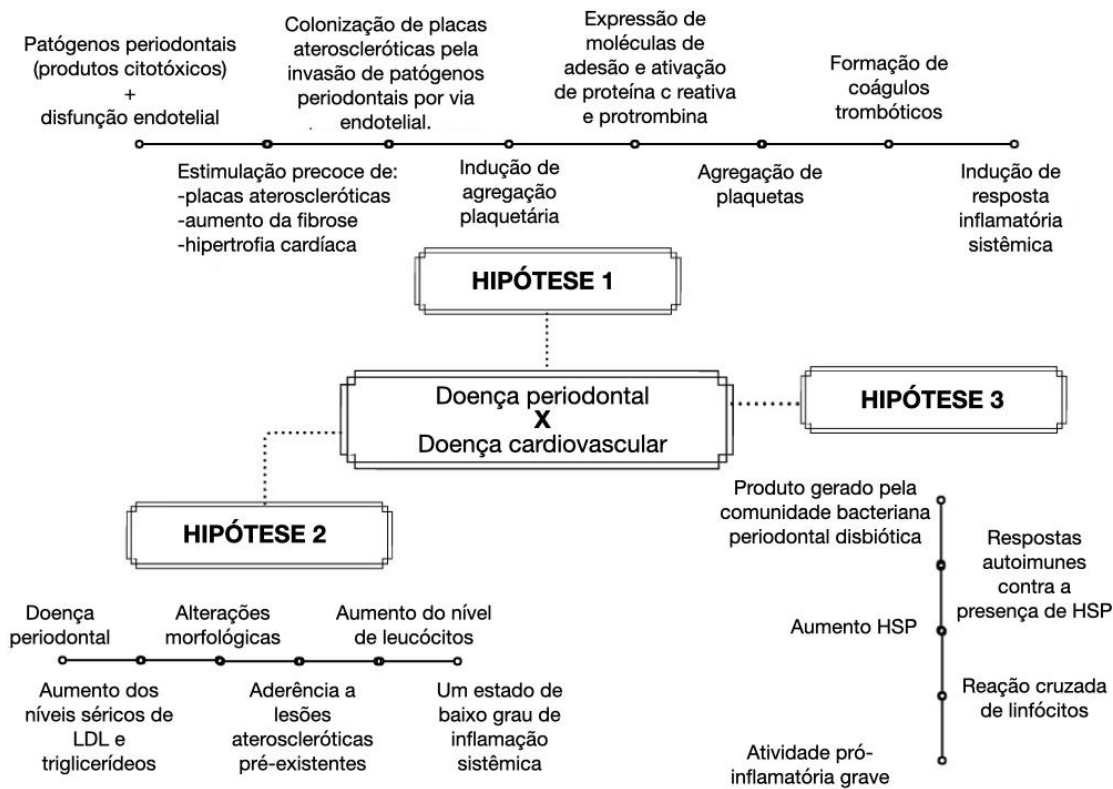 Patógenos periodontais
(produtos citotóxicos)
+
disfunção endotelial
Estimulação precoce de:
-placas ateroscleróticas
-aumento da fibrose
-hipertrofia cardíaca
Colonização de placas
ateroscleróticas pela
invasão de patógenos
periodontais por via
endotelial.
Indução de
agregação
plaquetária
Expressão de
moléculas de
adesão e ativação
de proteína c reativa
e protrombina
Agregação de
plaquetas
Formação de
coágulos
trombóticos
Indução de
resposta
inflamatória
sistêmica
HIPÓTESE 1
Doença periodontal
X
Doença cardiovascular
HIPÓTESE 3
HIPÓTESE 2
Doença
periodontal
Aumento dos
níveis séricos de
LDL e
triglicerídeos
Alterações
morfológicas
Aderência a
lesões
ateroscleróticas
pré-existentes
Aumento do nível
de leucócitos
Um estado de
baixo grau de
inflamação
sistêmica
Produto gerado pela
comunidade bacteriana
periodontal disbiótica
Respostas
autoimunes
contra a
presença de HSP
Aumento HSP
Reação cruzada
de linfócitos
Atividade pró-
inflamatória grave